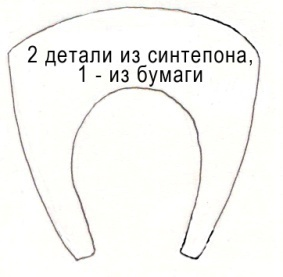 2 детали из синтепона,
1 - из бумаги